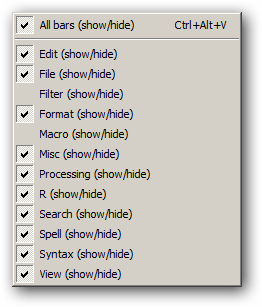 All bars (show/hide) Ctrl+Alt+V
Edit (show/hide)
File (show/hide)
Filter (show/hide)
Format (show/hide)
Macro (show/hide)
Misc (show/hide)
Processing (show/hide)
R (show/hide)
Search (show/hide)
Spell (show/hide)
Syntax (show/hide)
View (show/hide)